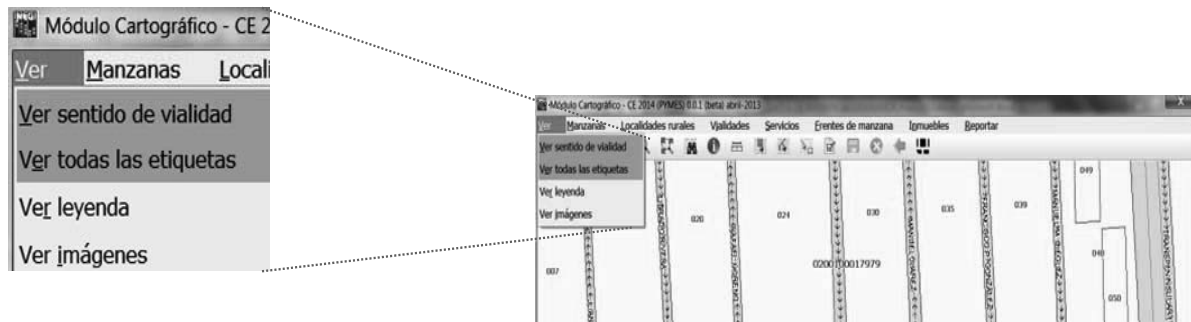 Módulo Cartográfico - CE 2
Ver Manzanas Locali
Ver sentido de vialidad
Ver todas las etiquetas
Ver leyenda
Ver imágenes
Módulo Cartográfico - CE 2014 (PYMES) 0.0.1 (beta) abril-2013 X
Ver Manzanas Localidades rurales Vialidades Servicios Frentes de manzana Inmuebles Reportar
Ver sentido de vialidad
Ver todas las etiquetas
Ver leyenda
Ver imágenes
049
020 024 030 035 039
040
007 0200100017979
050